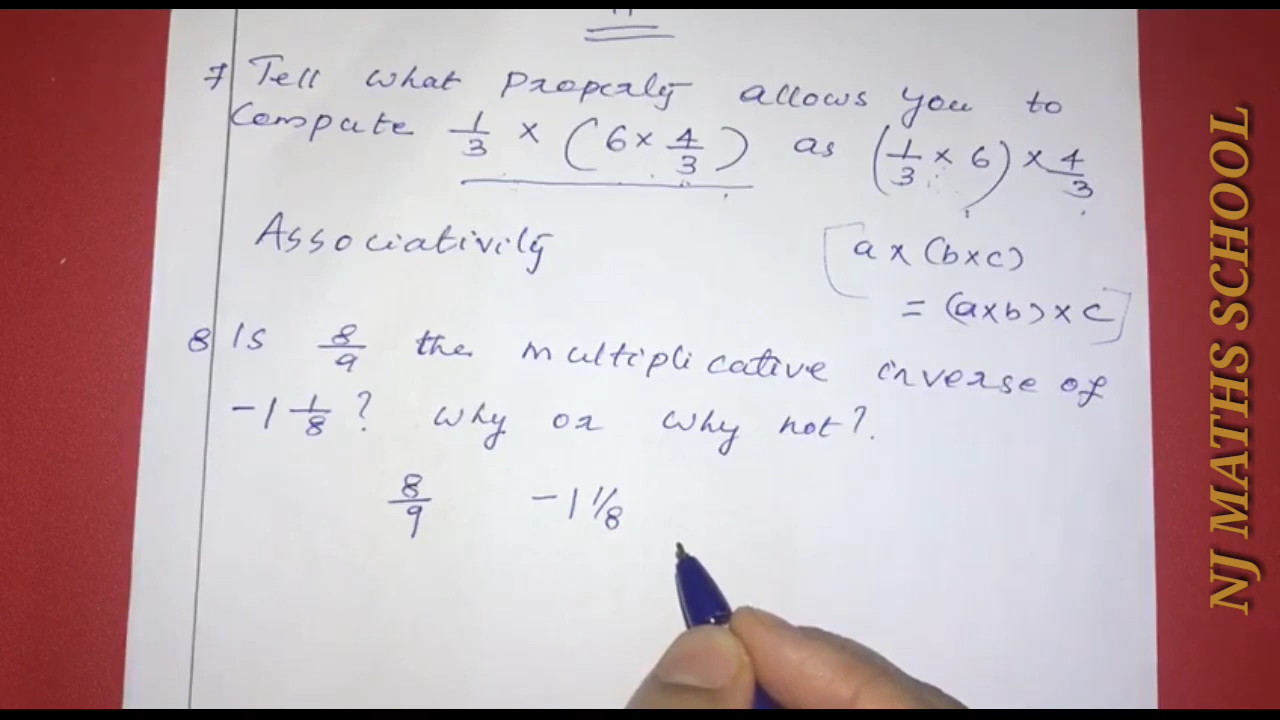 7 Tell what property allows you to
Compute 1/3 × (6 × 4/3) as (1/3 × 6) × 4/3
Associativity
a × (b×c)
= (a×b) × c
8 Is 8/9 the multiplicative inverse of
-1 1/8 ? Why or why not?.
8/9 -1 1/8
NJ MATHS SCHOOL